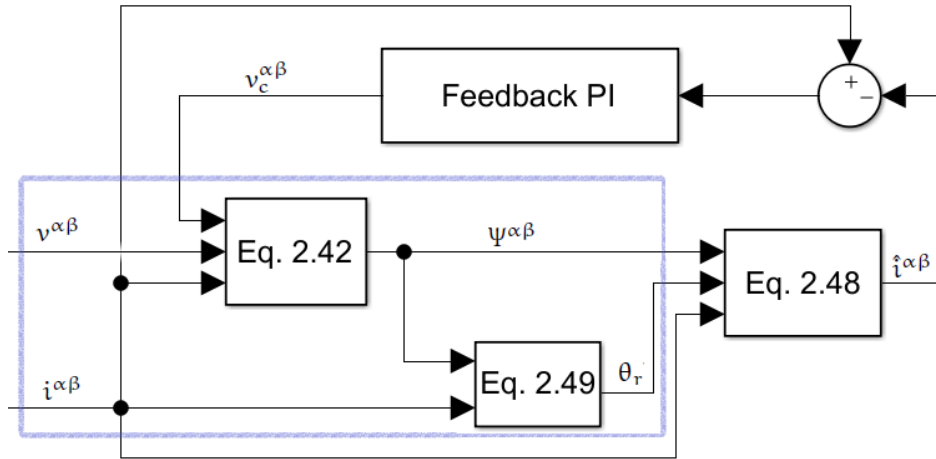 +
−
Feedback PI
v_c^{αβ}
v^{αβ}
Eq. 2.42
Ψ^{αβ}
Eq. 2.48
î^{αβ}
Eq. 2.49
θ_r
i^{αβ}